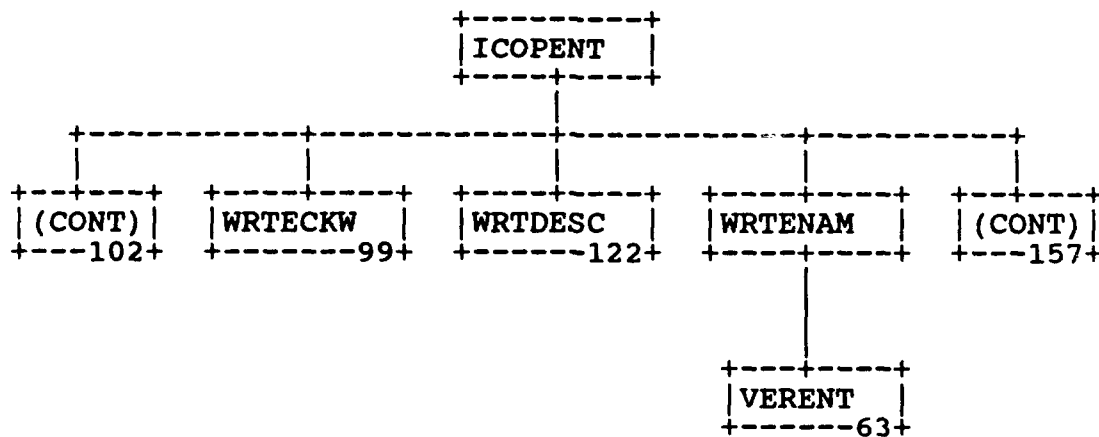 ICOPENT
(CONT) WRTECKW WRTDESC WRTENAM (CONT)
102 99 122 157
VERENT
63